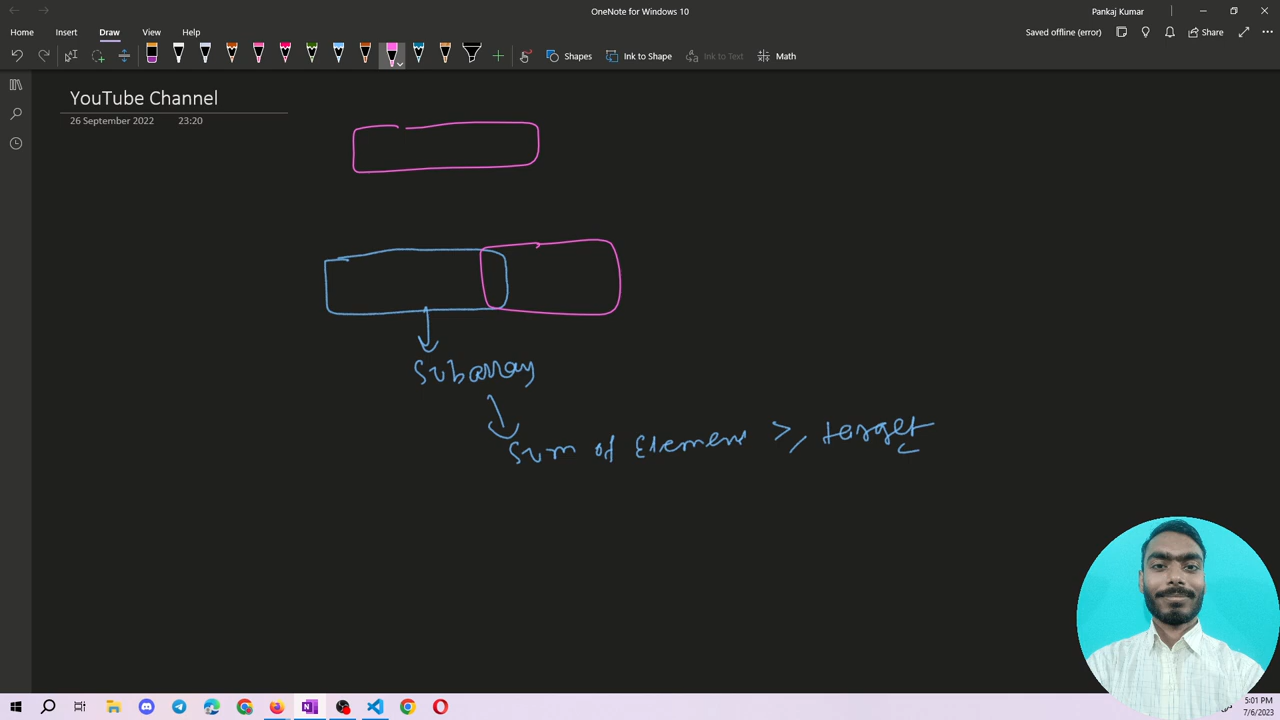 OneNote for Windows 10
Pankaj Kumar
Home Insert Draw View Help
Saved offline (error) Share
Shapes Ink to Shape Ink to Text Math
YouTube Channel
26 September 2022 23:20
Subarray
Sum of Element >, target
5:01 PM
7/6/2023